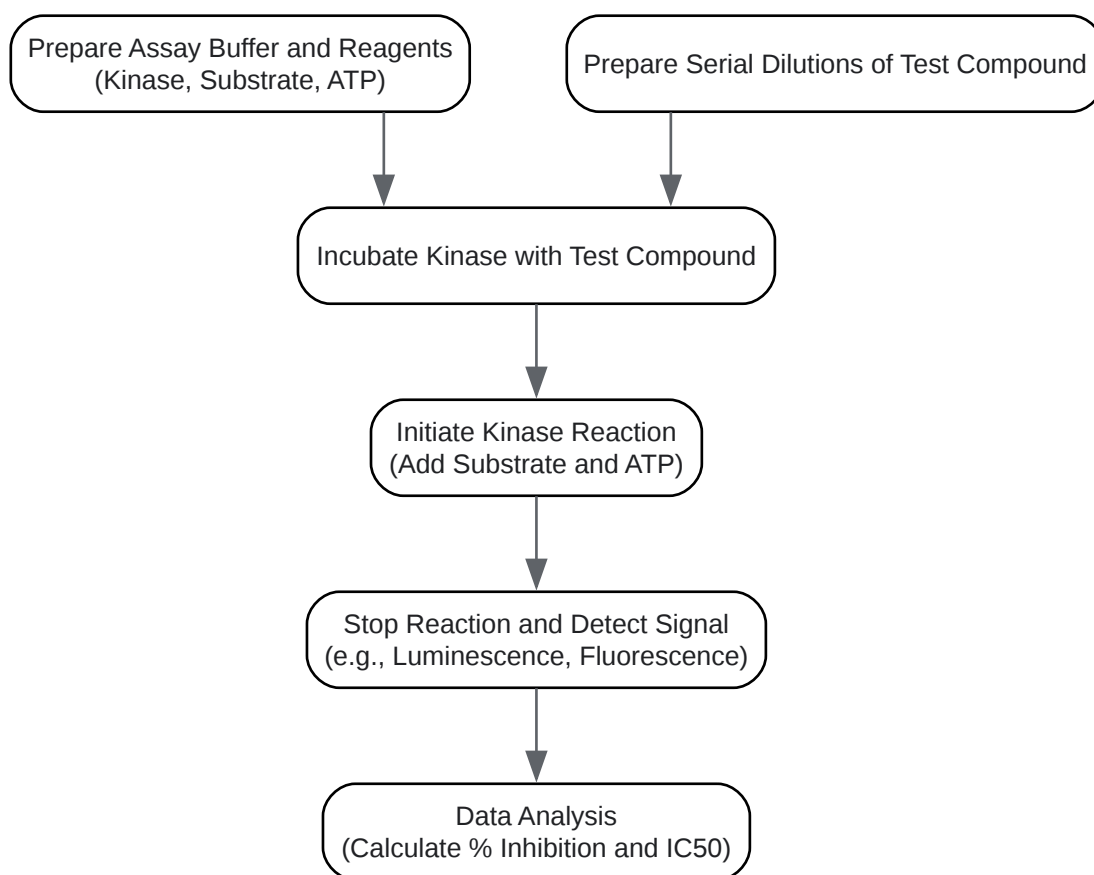 Prepare Assay Buffer and Reagents
(Kinase, Substrate, ATP)
Prepare Serial Dilutions of Test Compound
Incubate Kinase with Test Compound
Initiate Kinase Reaction
(Add Substrate and ATP)
Stop Reaction and Detect Signal
(e.g., Luminescence, Fluorescence)
Data Analysis
(Calculate % Inhibition and IC50)